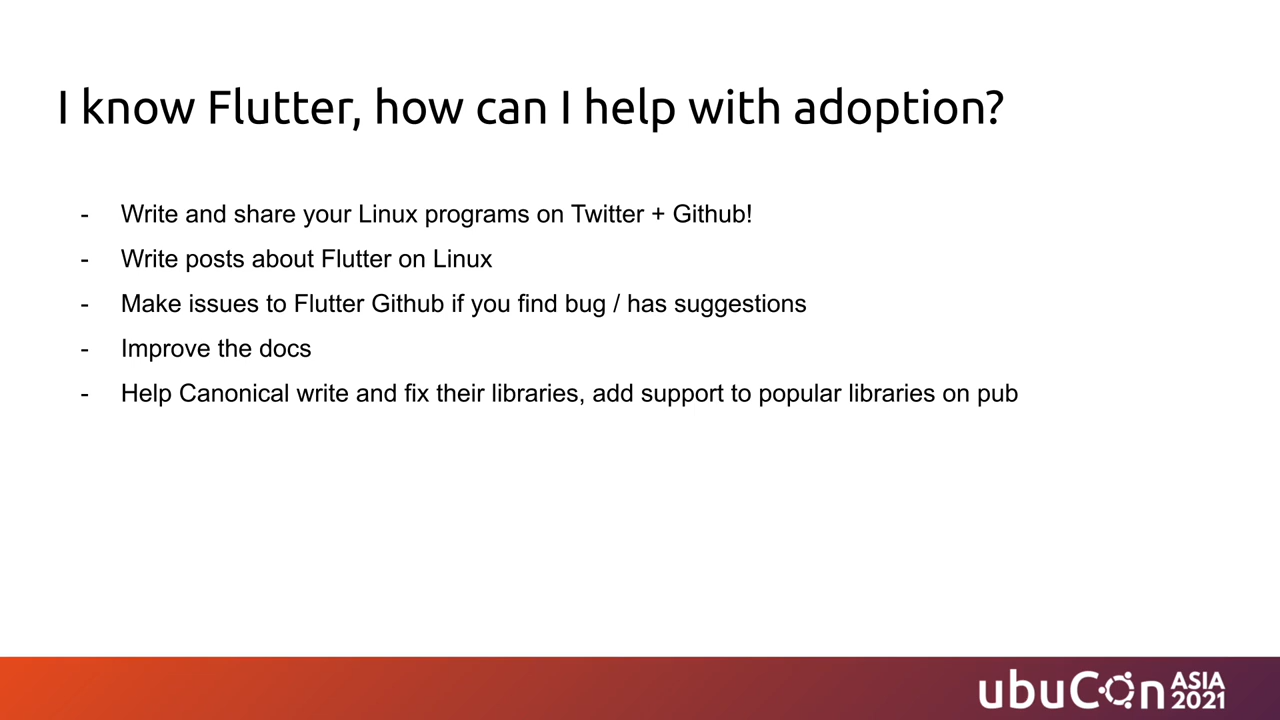 I know Flutter, how can I help with adoption?
- Write and share your Linux programs on Twitter + Github!
- Write posts about Flutter on Linux
- Make issues to Flutter Github if you find bug / has suggestions
- Improve the docs
- Help Canonical write and fix their libraries, add support to popular libraries on pub
ubuCon ASIA
2021